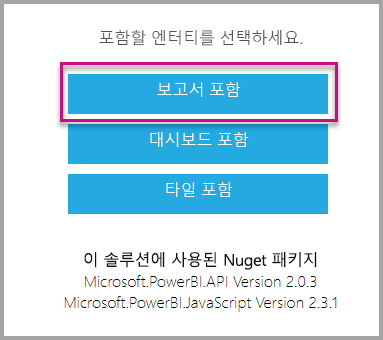 포함할 엔터티를 선택하세요.
보고서 포함
대시보드 포함
타일 포함
이 솔루션에 사용된 Nuget 패키지
Microsoft.PowerBI.API Version 2.0.3
Microsoft.PowerBI.JavaScript Version 2.3.1